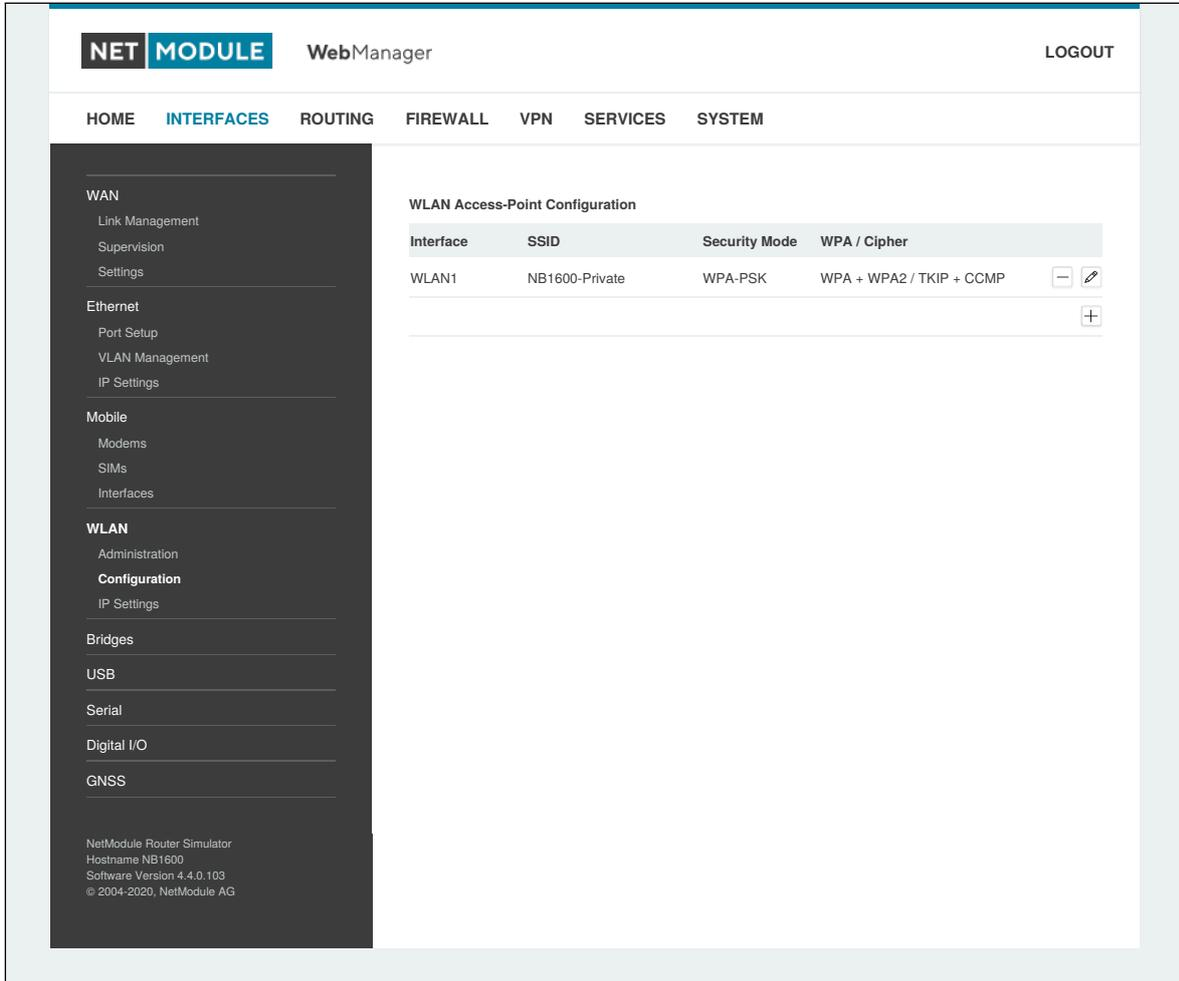 NET MODULE WebManager LOGOUT
HOME INTERFACES ROUTING FIREWALL VPN SERVICES SYSTEM
WAN
Link Management
Supervision
Settings
Ethernet
Port Setup
VLAN Management
IP Settings
Mobile
Modems
SIMs
Interfaces
WLAN
Administration
Configuration
IP Settings
Bridges
USB
Serial
Digital I/O
GNSS
NetModule Router Simulator
Hostname NB1600
Software Version 4.4.0.103
© 2004-2020, NetModule AG
WLAN Access-Point Configuration
Interface SSID Security Mode WPA / Cipher
WLAN1 NB1600-Private WPA-PSK WPA + WPA2 / TKIP + CCMP